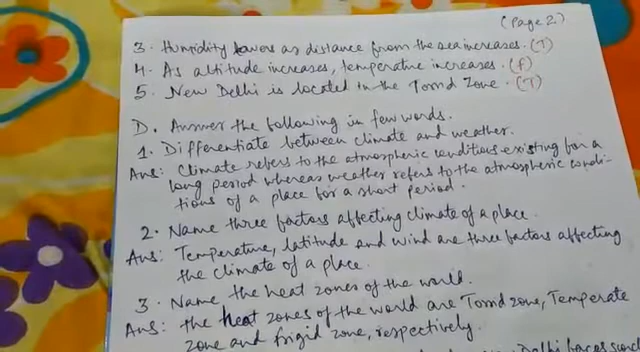 (Page 2)
3. Humidity lowers as distance from the sea increases. (T)
4. As altitude increases, temperature increases. (F)
5. New Delhi is located in the Torrid Zone. (T)
D. Answer the following in few words.
1. Differentiate between climate and weather.
Ans: Climate refers to the atmospheric conditions existing for a
long period whereas weather refers to the atmospheric condi-
tions of a place for a short period.
2. Name three factors affecting climate of a place.
Ans: Temperature, latitude and wind are three factors affecting
the climate of a place.
3. Name the heat zones of the world.
Ans: The heat zones of the world are Torrid zone, Temperate
zone and frigid zone, respectively.
Delhi faces